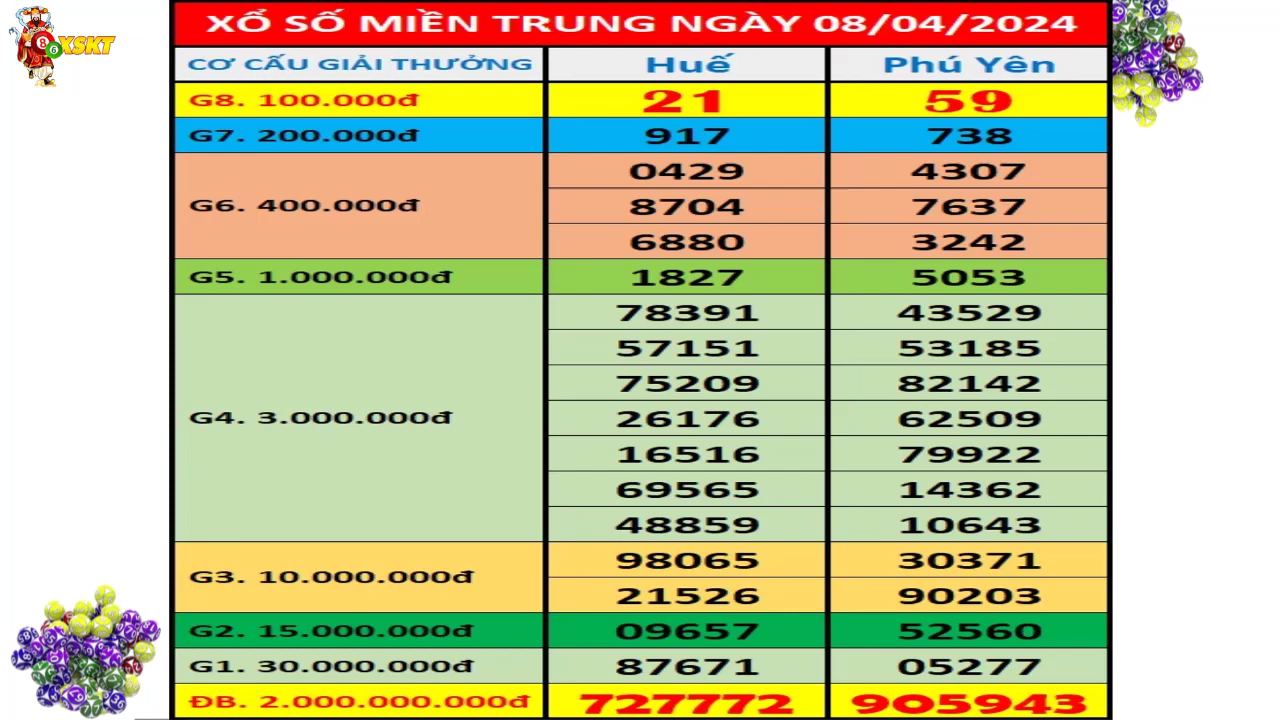 XỔ SỐ MIỀN TRUNG NGÀY 08/04/2024
XSKT
86
CƠ CẤU GIẢI THƯỞNG Huế Phú Yên
G8. 100.000đ 21 59
G7. 200.000đ 917 738
0429 4307
G6. 400.000đ 8704 7637
6880 3242
G5. 1.000.000đ 1827 5053
78391 43529
57151 53185
75209 82142
G4. 3.000.000đ 26176 62509
16516 79922
69565 14362
48859 10643
98065 30371
G3. 10.000.000đ
21526 90203
G2. 15.000.000đ 09657 52560
G1. 30.000.000đ 87671 05277
ĐB. 2.000.000.000đ 727772 905943